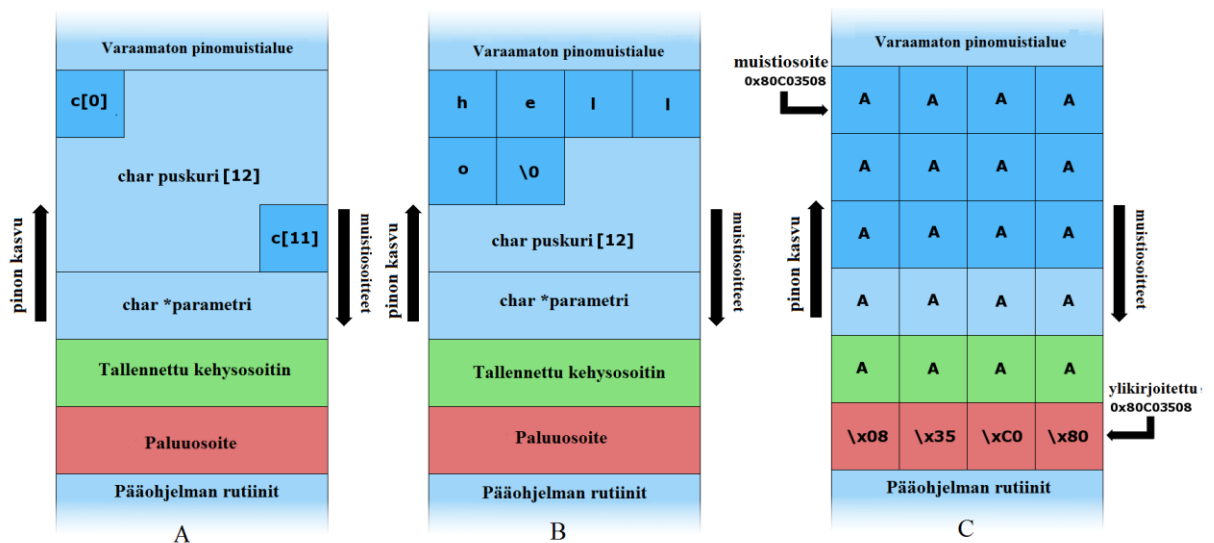 Varaamaton pinomuistialue
c[0]
char puskuri [12]
c[11]
char *parametri
Tallennettu kehysosoitin
Paluuosoite
Pääohjelman rutiinit
pinon kasvu
muistiosoitteet
A
Varaamaton pinomuistialue
h e l l
o \0
char puskuri [12]
char *parametri
Tallennettu kehysosoitin
Paluuosoite
Pääohjelman rutiinit
pinon kasvu
muistiosoitteet
B
Varaamaton pinomuistialue
muistiosoite
0x80C03508
A A A A
A A A A
A A A A
A A A A
A A A A
\x08 \x35 \xC0 \x80
ylikirjoitettu
0x80C03508
Pääohjelman rutiinit
pinon kasvu
muistiosoitteet
C